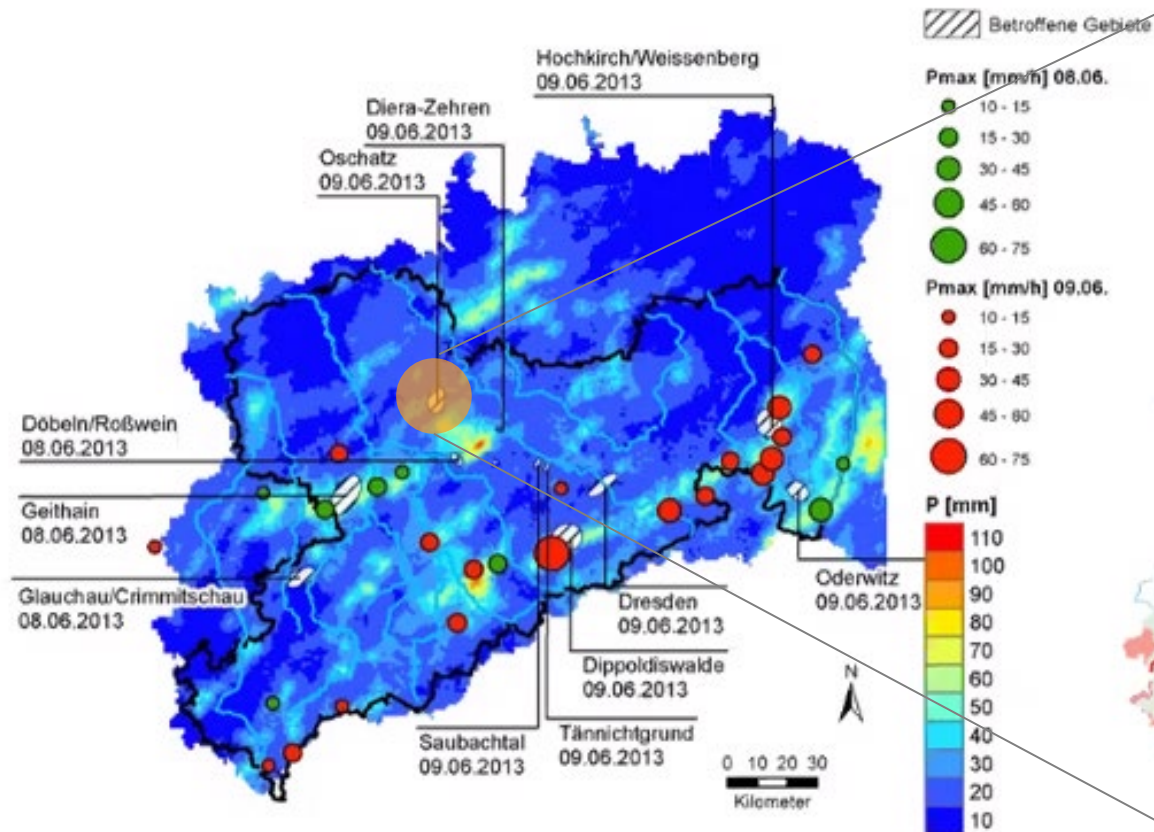 Betroffene Gebiete
Hochkirch/Weissenberg
09.06.2013
Diera-Zehren
09.06.2013
Oschatz
09.06.2013
Döbeln/Roßwein
08.06.2013
Geithain
08.06.2013
Glauchau/Crimmitschau
08.06.2013
Saubachtal
09.06.2013
Tännichtgrund
09.06.2013
Dippoldiswalde
09.06.2013
Dresden
09.06.2013
Oderwitz
09.06.2013
N
0 10 20 30
Kilometer
Pmax [mm/h] 08.06.
10 - 15
15 - 30
30 - 45
45 - 60
60 - 75
Pmax [mm/h] 09.06.
10 - 15
15 - 30
30 - 45
45 - 60
60 - 75
P [mm]
110
100
90
80
70
60
50
40
30
20
10